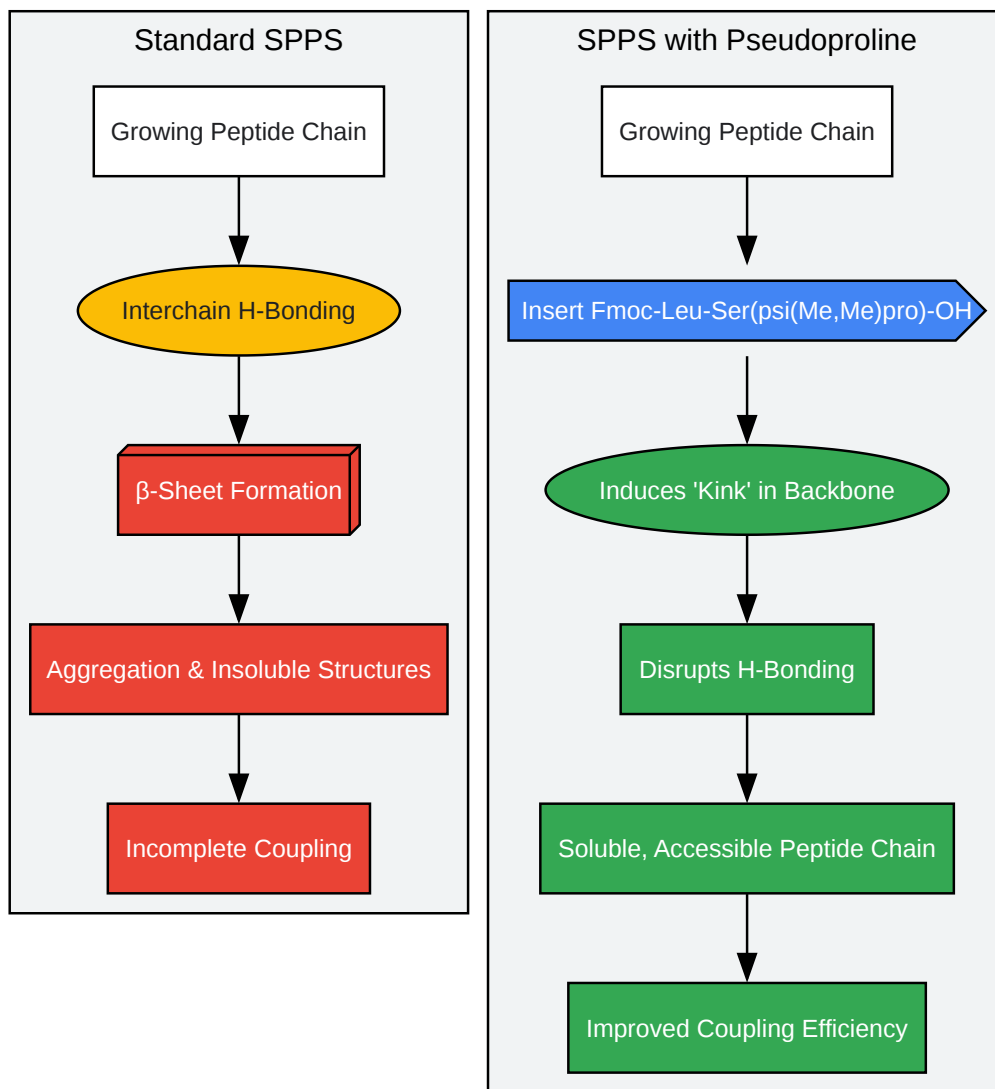 Standard SPPS
Growing Peptide Chain
Interchain H-Bonding
β-Sheet Formation
Aggregation & Insoluble Structures
Incomplete Coupling
SPPS with Pseudoproline
Growing Peptide Chain
Insert Fmoc-Leu-Ser(psi(Me,Me)pro)-OH
Induces 'Kink' in Backbone
Disrupts H-Bonding
Soluble, Accessible Peptide Chain
Improved Coupling Efficiency